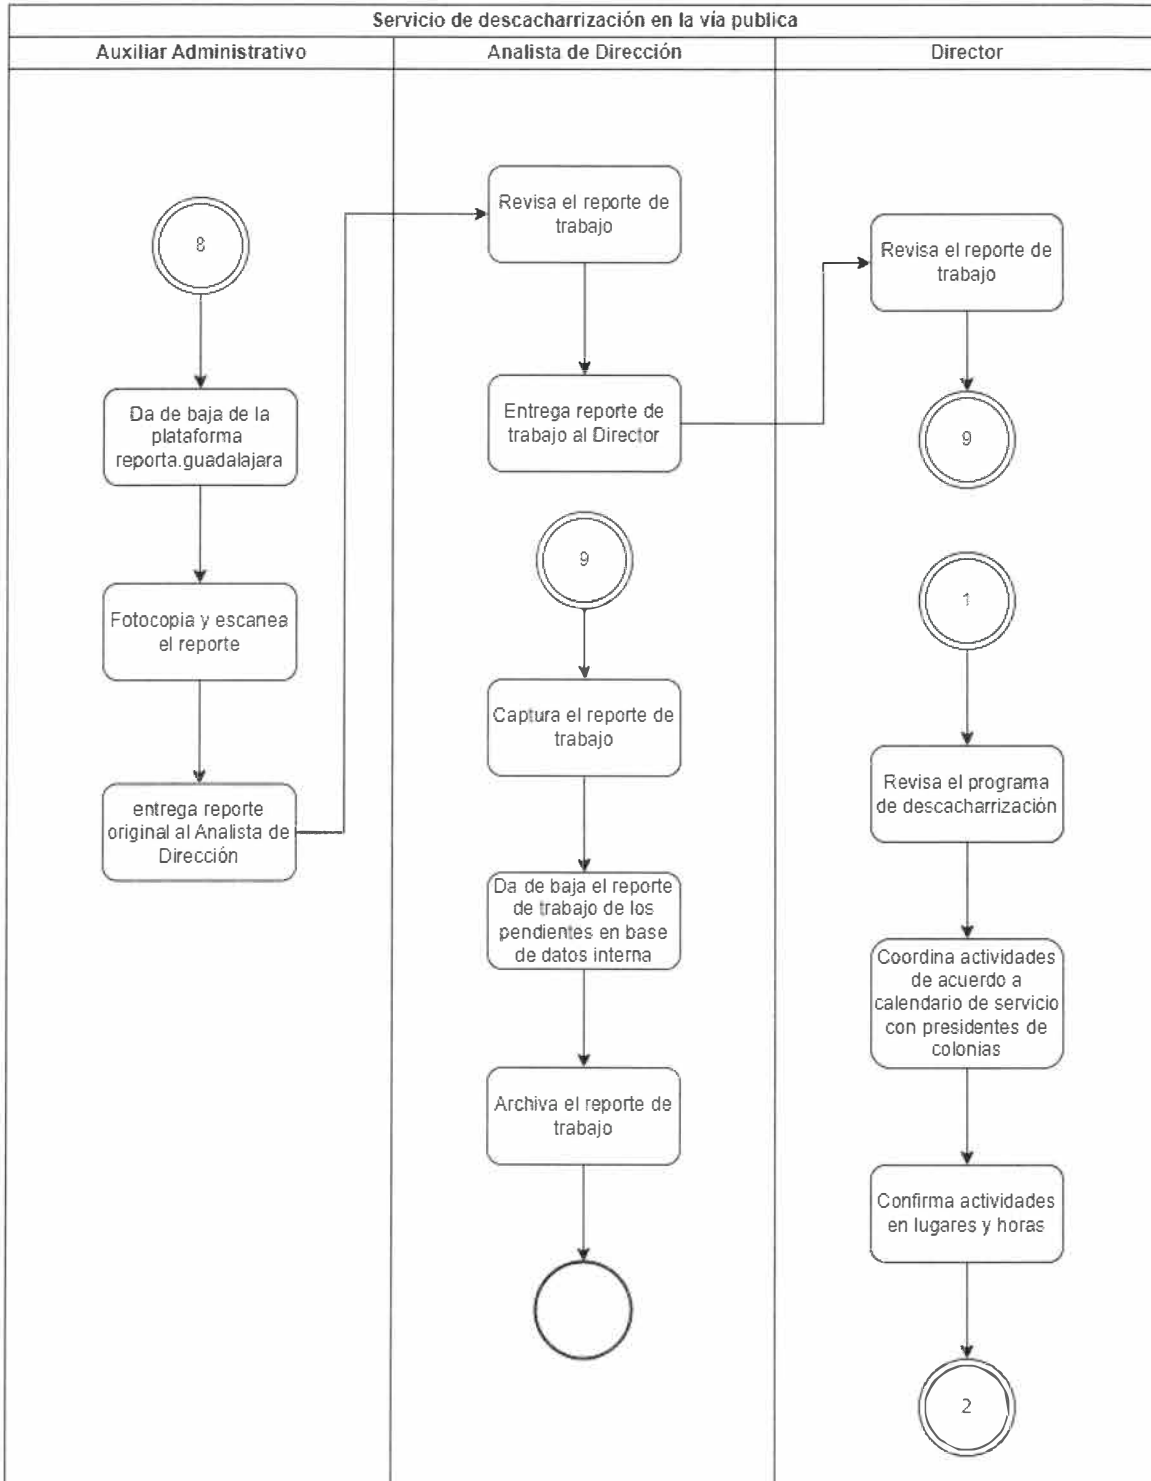 Servicio de descacharrización en la vía publica
Auxiliar Administrativo
Analista de Dirección
Director
8
Da de baja de la
plataforma
reporta.guadalajara
Fotocopia y escanea
el reporte
entrega reporte
original al Analista de
Dirección
Revisa el reporte de
trabajo
Entrega reporte de
trabajo al Director
9
Captura el reporte de
trabajo
Da de baja el reporte
de trabajo de los
pendientes en base
de datos interna
Archiva el reporte de
trabajo
Revisa el reporte de
trabajo
9
1
Revisa el programa
de descacharrización
Coordina actividades
de acuerdo a
calendario de servicio
con presidentes de
colonias
Confirma actividades
en lugares y horas
2